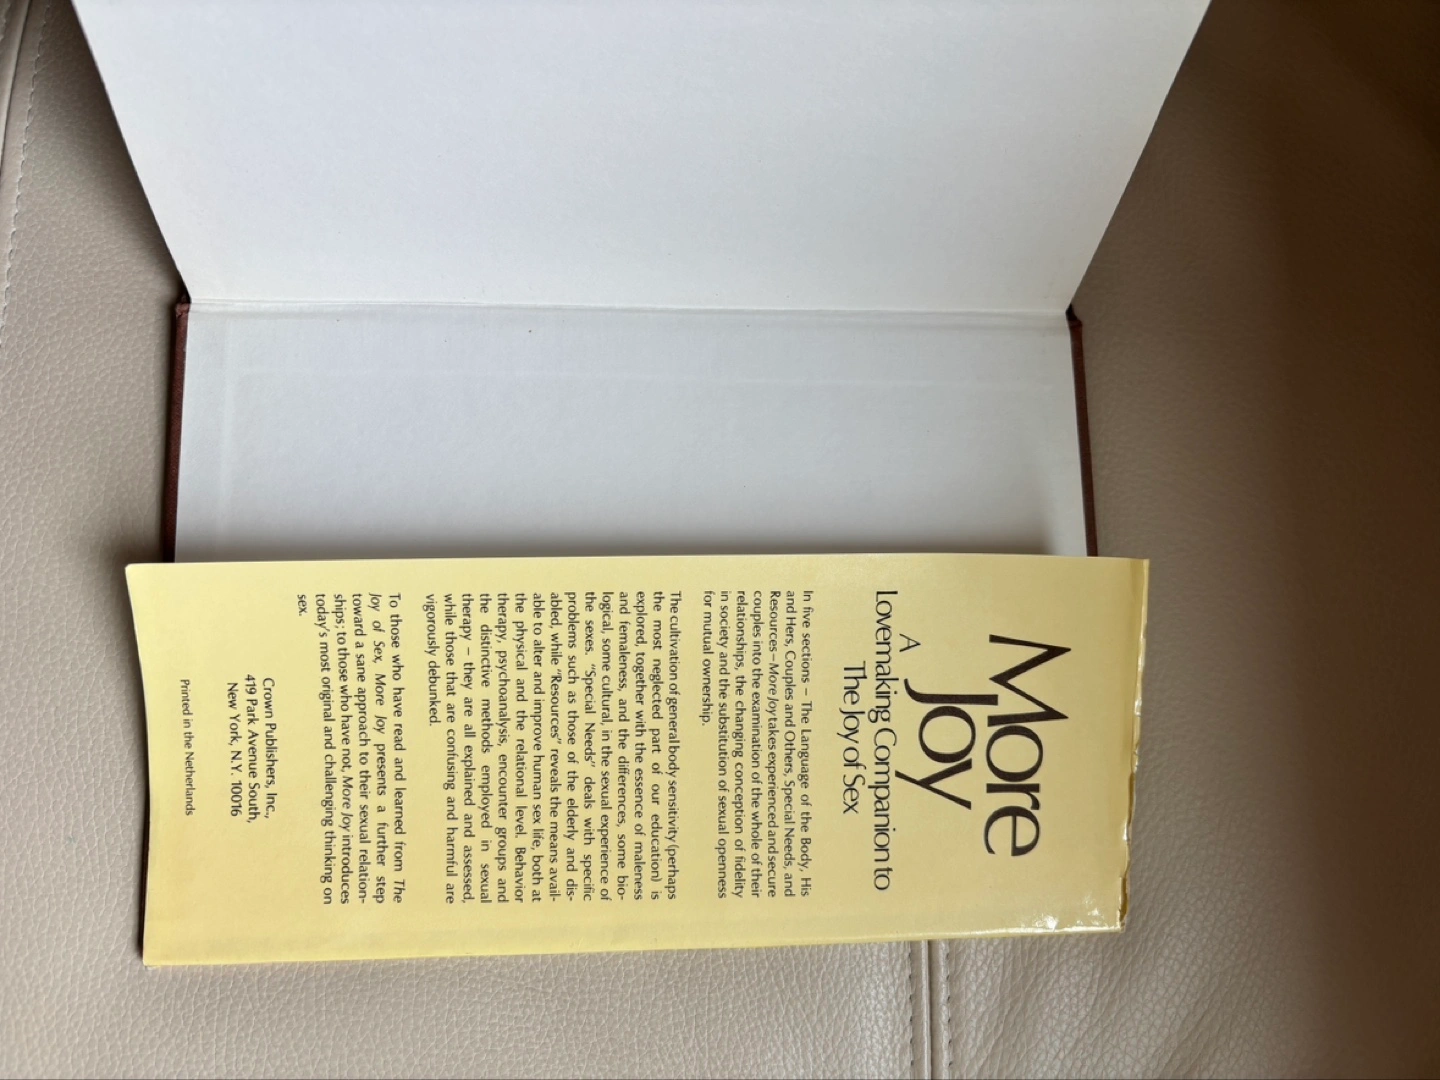 More
Joy
A
Lovemaking Companion to
The Joy of Sex
In five sections – The Language of the Body, His
and Hers, Couples and Others, Special Needs, and
Resources – More Joy takes experienced and secure
couples into the examination of the whole of their
relationships, the changing conception of fidelity
in society and the substitution of sexual openness
for mutual ownership.
The cultivation of general body sensitivity (perhaps
the most neglected part of our education) is
explored, together with the essence of maleness
and femaleness, and the differences, some bio-
logical, some cultural, in the sexual experience of
the sexes. "Special Needs" deals with specific
problems such as those of the elderly and dis-
abled, while "Resources" reveals the means avail-
able to alter and improve human sex life, both at
the physical and the relational level. Behavior
therapy, psychoanalysis, encounter groups and
the distinctive methods employed in sexual
therapy – they are all explained and assessed,
while those that are confusing and harmful are
vigorously debunked.
To those who have read and learned from The
Joy of Sex, More Joy presents a further step
toward a sane approach to their sexual relation-
ships; to those who have not, More Joy introduces
today's most original and challenging thinking on
sex.
Crown Publishers, Inc.,
419 Park Avenue South,
New York, N.Y. 10016
Printed in the Netherlands